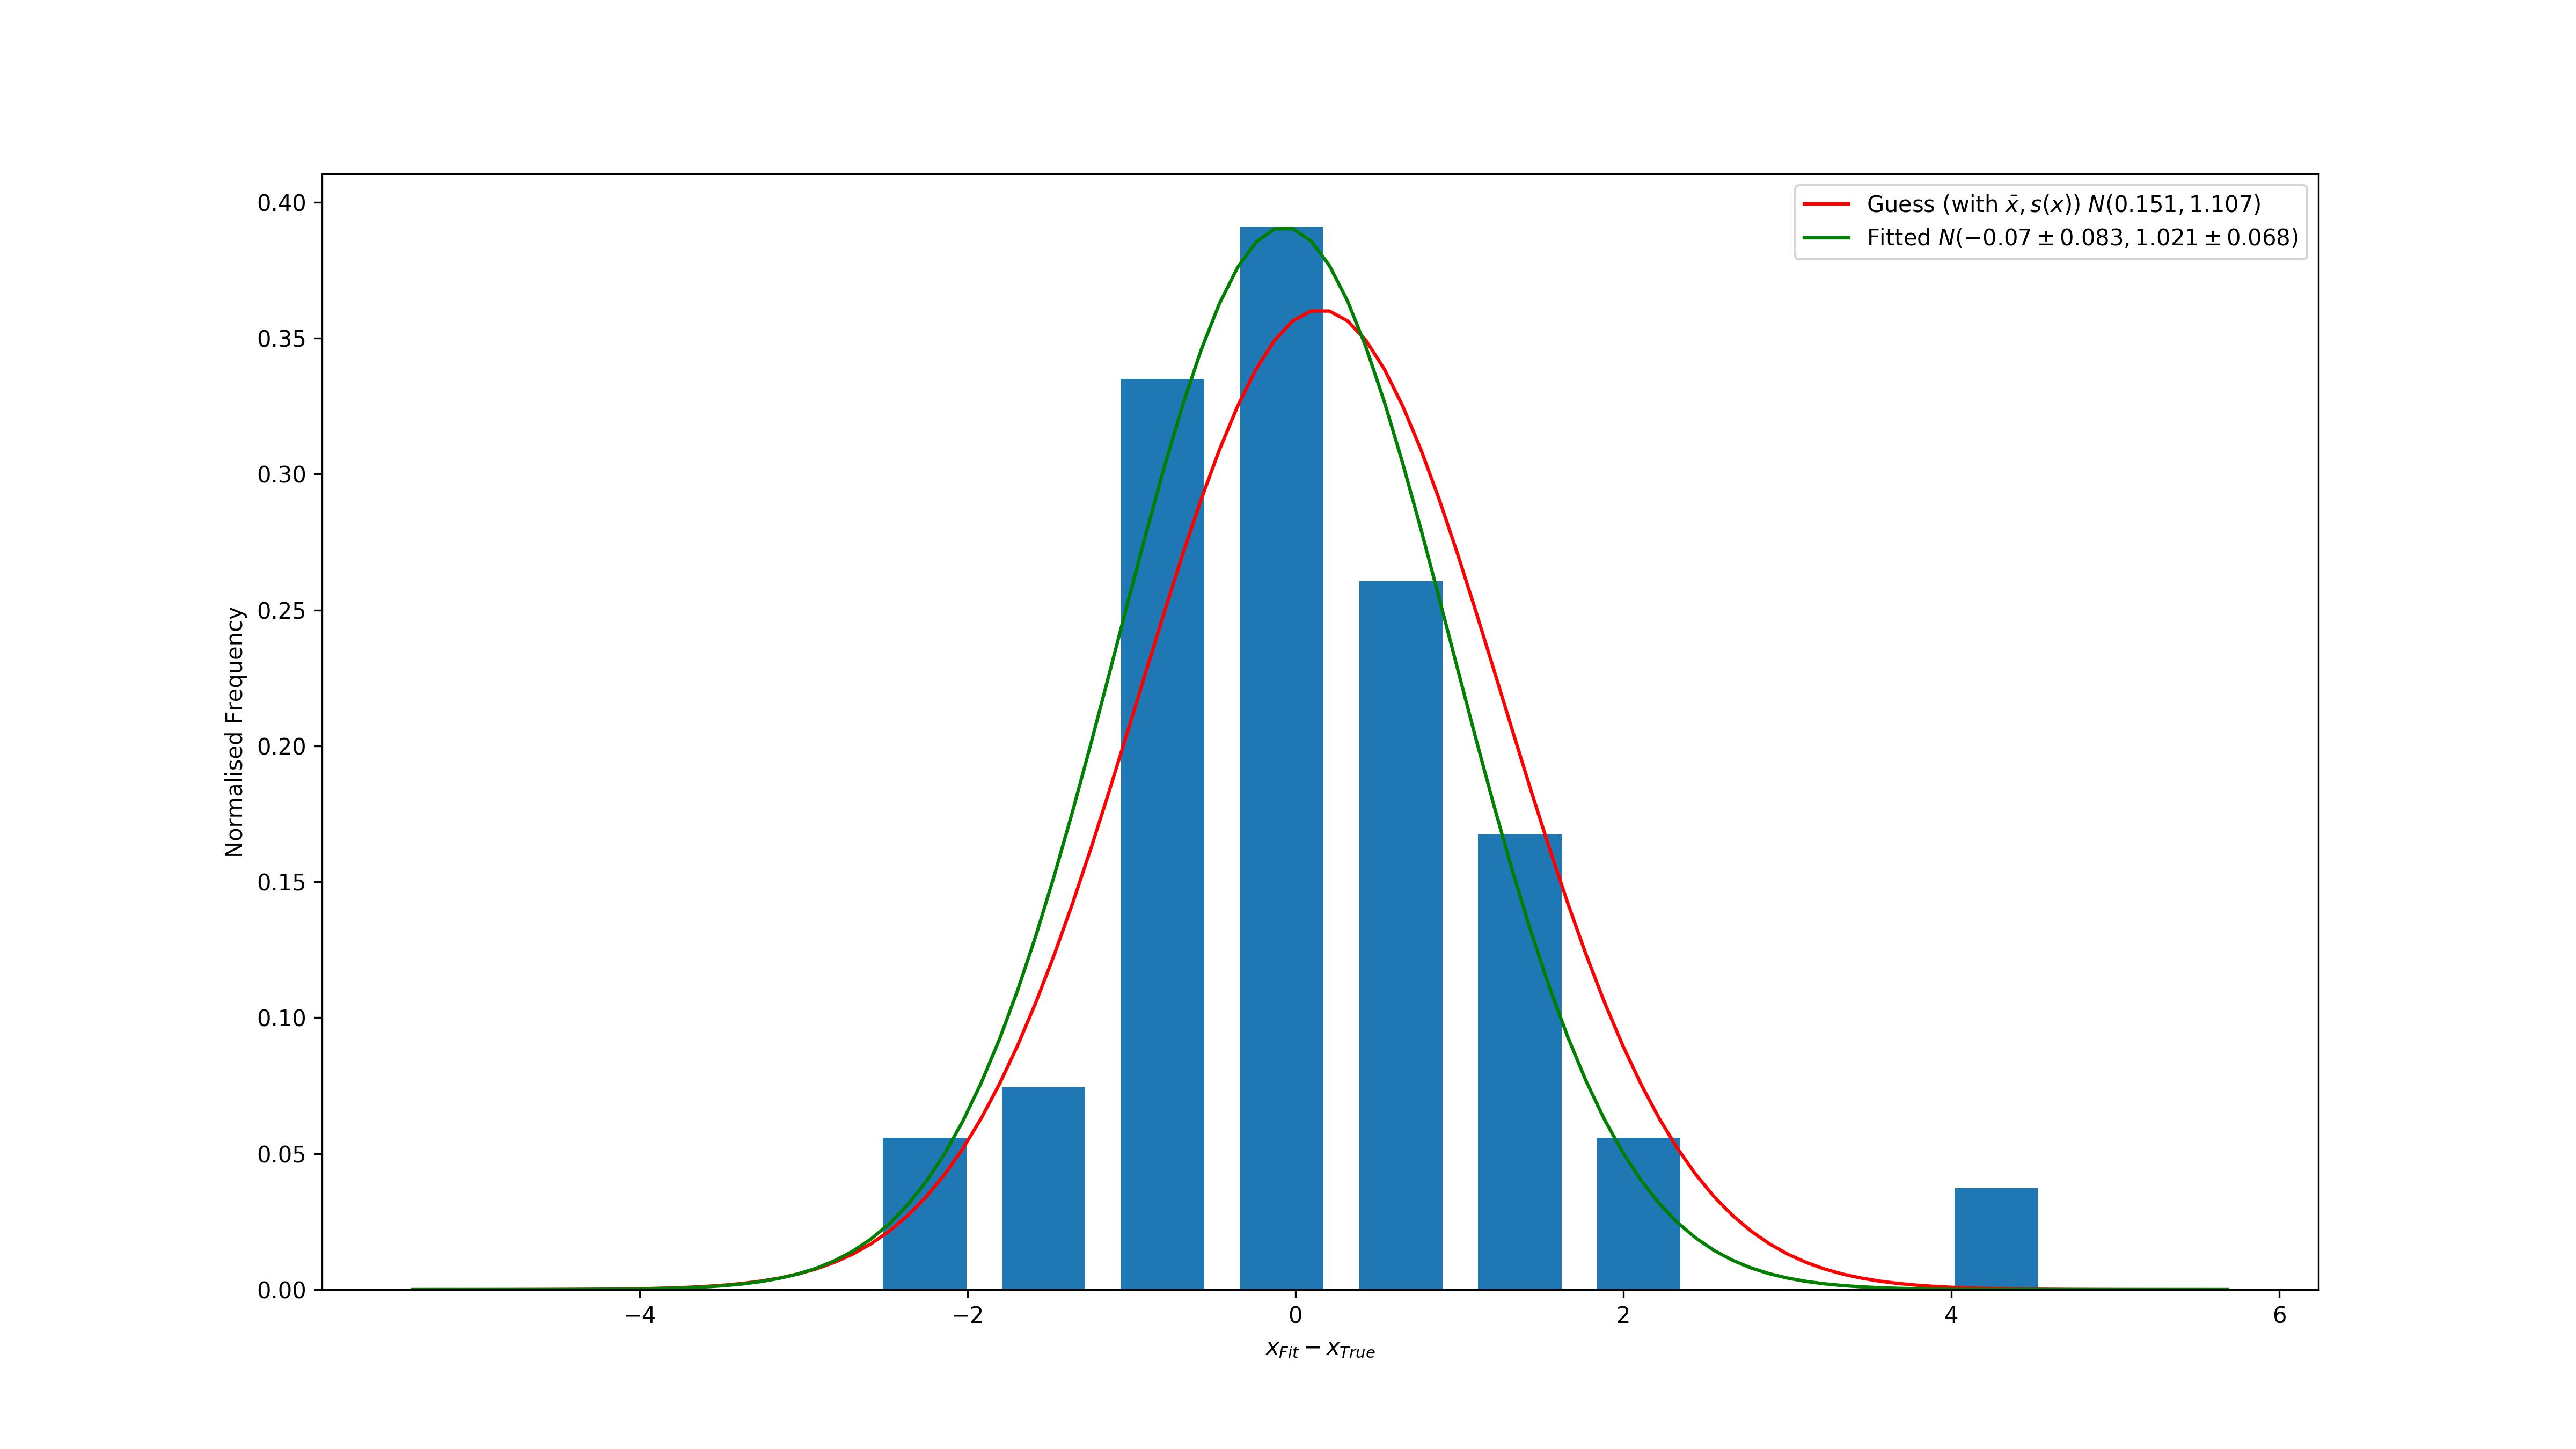 Guess (with x̄, s(x)) N(0.151, 1.107)
Fitted N(−0.07 ± 0.083, 1.021 ± 0.068)
0.40
0.35
0.30
0.25
0.20
0.15
0.10
0.05
0.00
Normalised Frequency
−4 −2 0 2 4 6
x_Fit − x_True